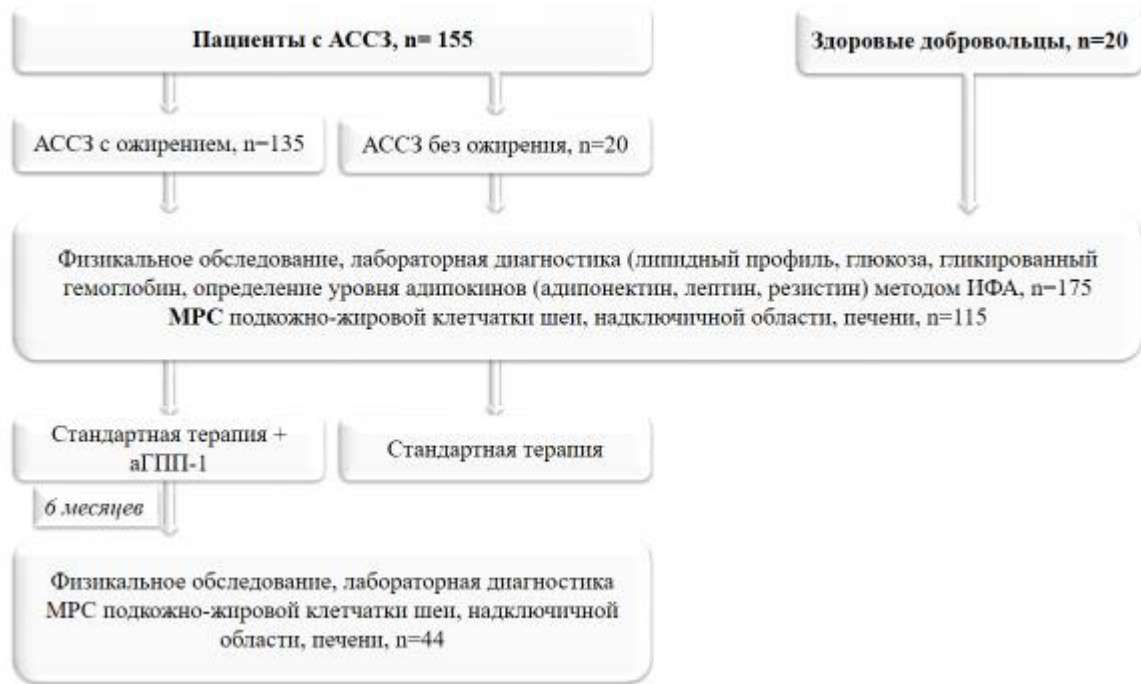 Пациенты с АССЗ, n= 155
Здоровые добровольцы, n=20
АССЗ с ожирением, n=135
АССЗ без ожирения, n=20
Физикальное обследование, лабораторная диагностика (липидный профиль, глюкоза, гликированный
гемоглобин, определение уровня адипокинов (адипонектин, лептин, резистин) методом ИФА, n=175
МРС подкожно-жировой клетчатки шеи, надключичной области, печени, n=115
Стандартная терапия +
аГПП-1
Стандартная терапия
6 месяцев
Физикальное обследование, лабораторная диагностика
МРС подкожно-жировой клетчатки шеи, надключичной
области, печени, n=44